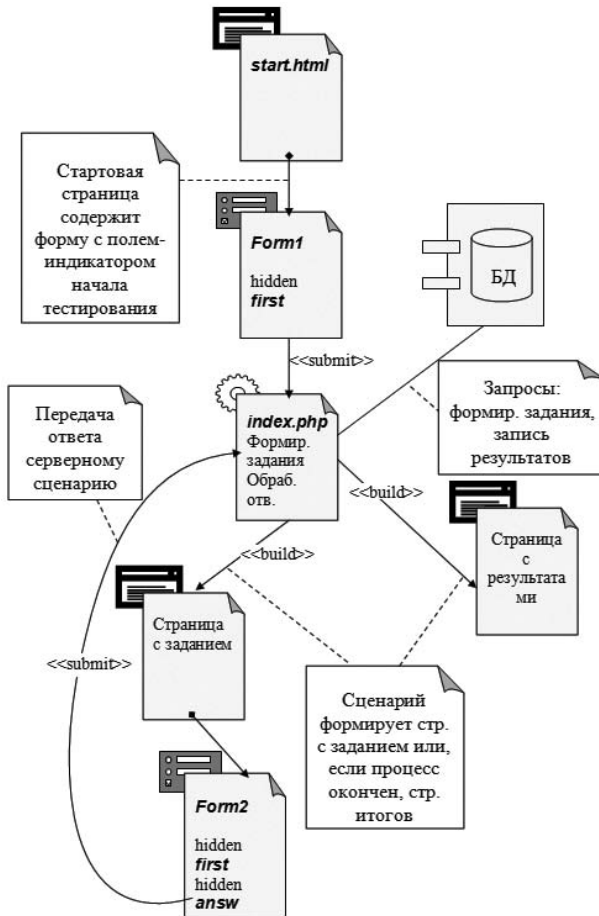 start.html
Стартовая
страница
содержит
форму с полем-
индикатором
начала
тестирования
Form1
hidden
first
БД
<<submit>>
Запросы:
формир. задания,
запись
результатов
Передача
ответа
серверному
сценарию
index.php
Формир.
задания
Обраб.
отв.
<<build>>
<<build>>
Страница
с
результата
ми
Страница
с заданием
<<submit>>
Сценарий
формирует стр.
с заданием или,
если процесс
окончен, стр.
итогов
Form2
hidden
first
hidden
answ